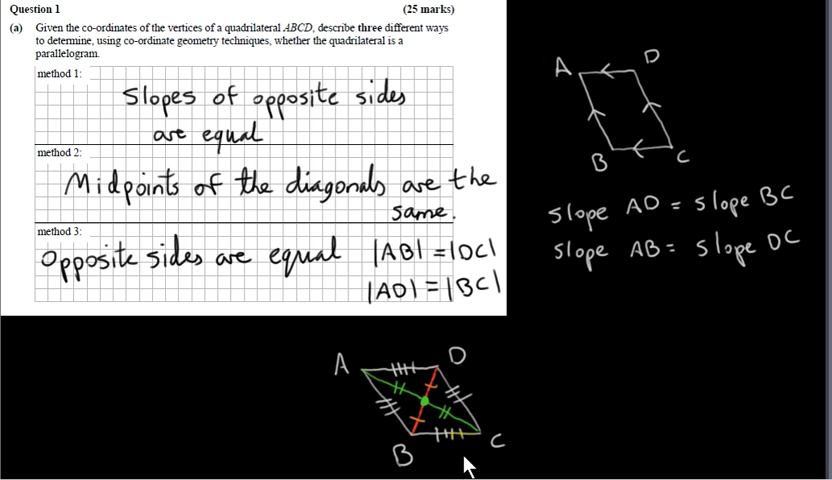 Question 1 (25 marks)
(a) Given the co-ordinates of the vertices of a quadrilateral ABCD, describe three different ways
to determine, using co-ordinate geometry techniques, whether the quadrilateral is a
parallelogram.
method 1:
Slopes of opposite sides
are equal
method 2:
Midpoints of the diagonals are the
same.
method 3:
Opposite sides are equal |AB| = |DC|
|AD| = |BC|
A D
B C
Slope AD = slope BC
Slope AB = slope DC
A D
B C